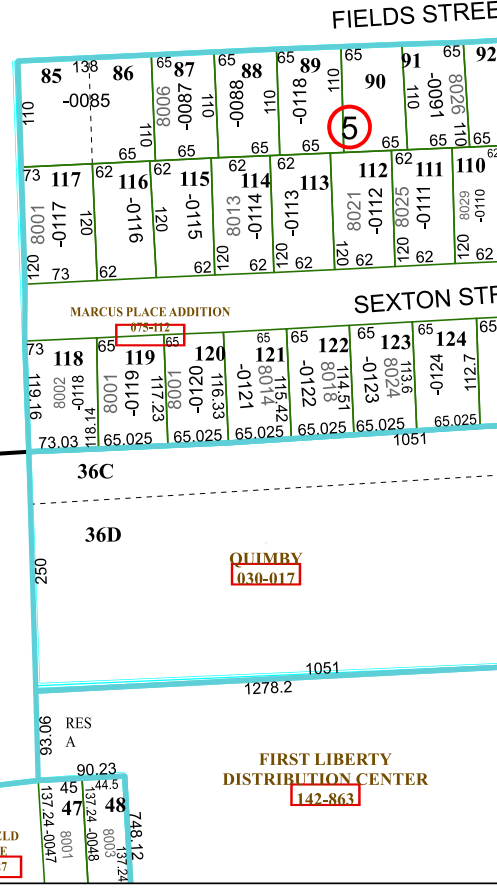 FIELDS STREE
138 65 65 65 65 65
85 86 87 88 89 90 91 92
110 -0085 110 8006 -0087 110 -0088 110 -0118 110 110 -0091 8026 110
5
65 65 65 65 65 65
73 62 62 62 62
117 116 115 114 113 112 111 110
8001 -0117 120 -0116 120 -0115 8013 -0114 -0113 8021 -0112 8025 -0111 8029 -0110
120 73 62 62 120 62 120 62 120 62 120
SEXTON STR
MARCUS PLACE ADDITION
075-112
73 65 65 65 65 65 65 65
118 119 120 121 122 123 124
119.16 8002 -0118 118.14 8001 -0119 117.23 8001 -0120 116.33 -0121 8014 115.42 -0122 8018 114.51 -0123 8024 113.6 -0124 112.7
73.03 65.025 65.025 65.025 65.025 65.025 65.025
1051
36C
36D
250
QUIMBY
030-017
1051
1278.2
93.06
RES
A
90.23
FIRST LIBERTY
DISTRIBUTION CENTER
142-863
45 44.5
47 48
137.24 -0047 8001 137.24 -0048 8003 137.24 748.12
ELD
E